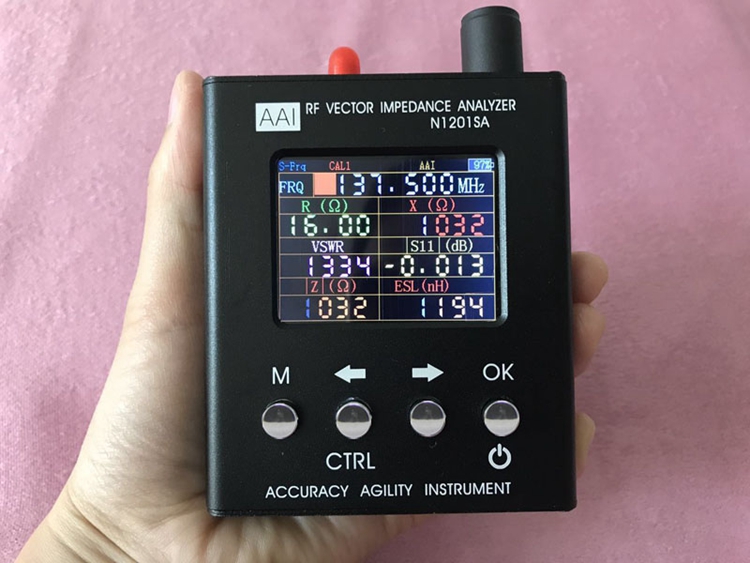 AAI RF VECTOR IMPEDANCE ANALYZER
N1201SA
S-Frq CAL1 AAI 97%
FRQ 137.500 MHz
R (Ω) X (Ω)
16.00 1032
VSWR S11 (dB)
1334 -0.013
|Z| (Ω) ESL (nH)
1032 1194
M OK
CTRL
ACCURACY AGILITY INSTRUMENT